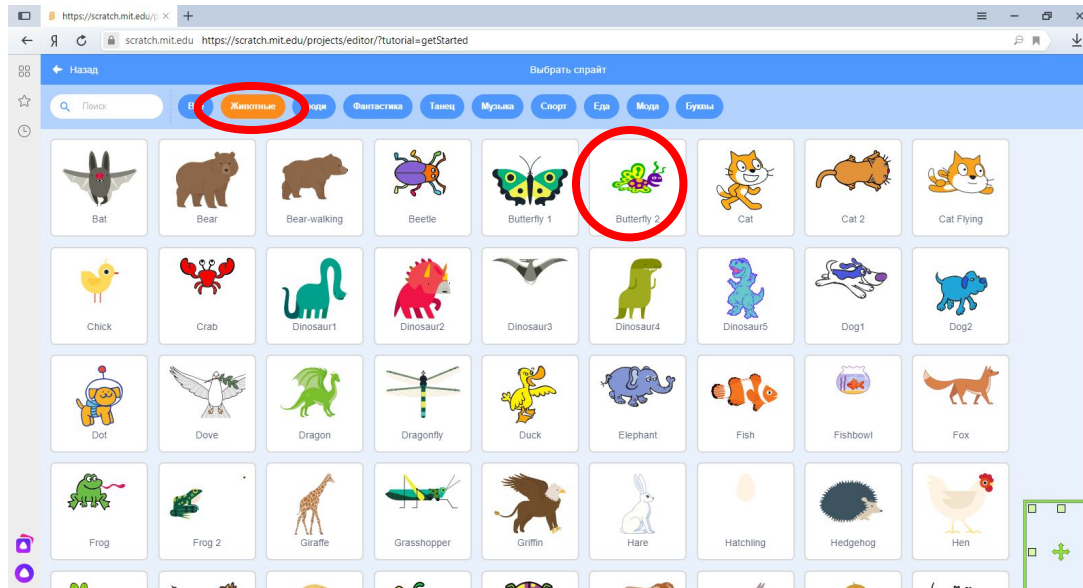 https://scratch.mit.edu/p
scratch.mit.edu https://scratch.mit.edu/projects/editor/?tutorial=getStarted
Назад
Выбрать спрайт
Поиск Животные Фантастика Танец Музыка Спорт Еда Мода Буквы
Bat Bear Bear-walking Beetle Butterfly 1 Butterfly 2 Cat Cat 2 Cat Flying
Chick Crab Dinosaur1 Dinosaur2 Dinosaur3 Dinosaur4 Dinosaur5 Dog1 Dog2
Dot Dove Dragon Dragonfly Duck Elephant Fish Fishbowl Fox
Frog Frog 2 Giraffe Grasshopper Griffin Hare Hatchling Hedgehog Hen